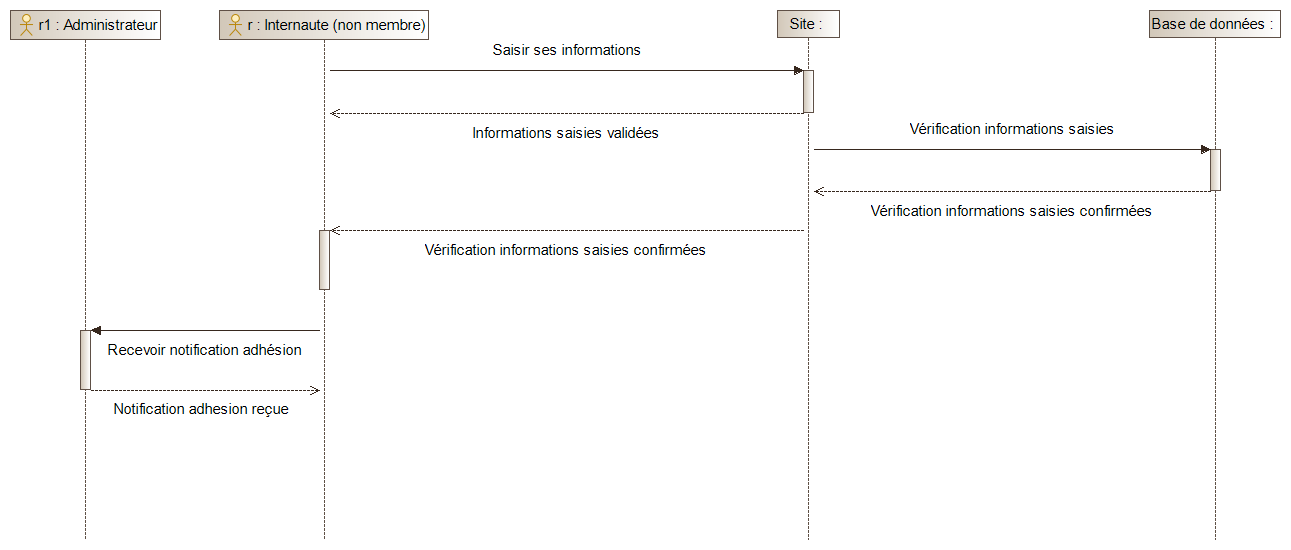 r1 : Administrateur
r : Internaute (non membre)
Site :
Base de données :
Saisir ses informations
Informations saisies validées
Vérification informations saisies
Vérification informations saisies confirmées
Vérification informations saisies confirmées
Recevoir notification adhésion
Notification adhesion reçue